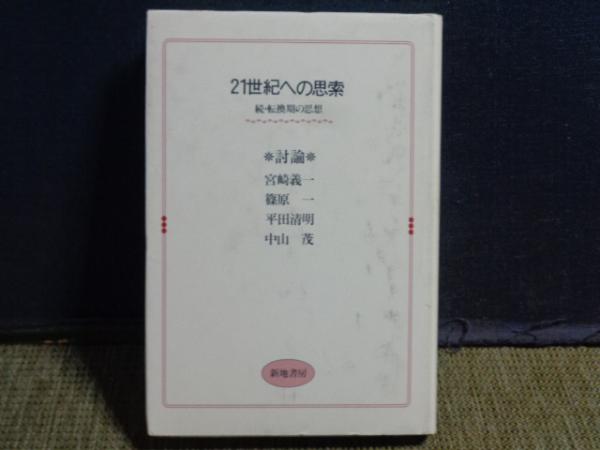 21世紀への思索
続・転換期の思想
＊討論＊
宮崎義一
篠原　一
平田清明
中山　茂
新地書房